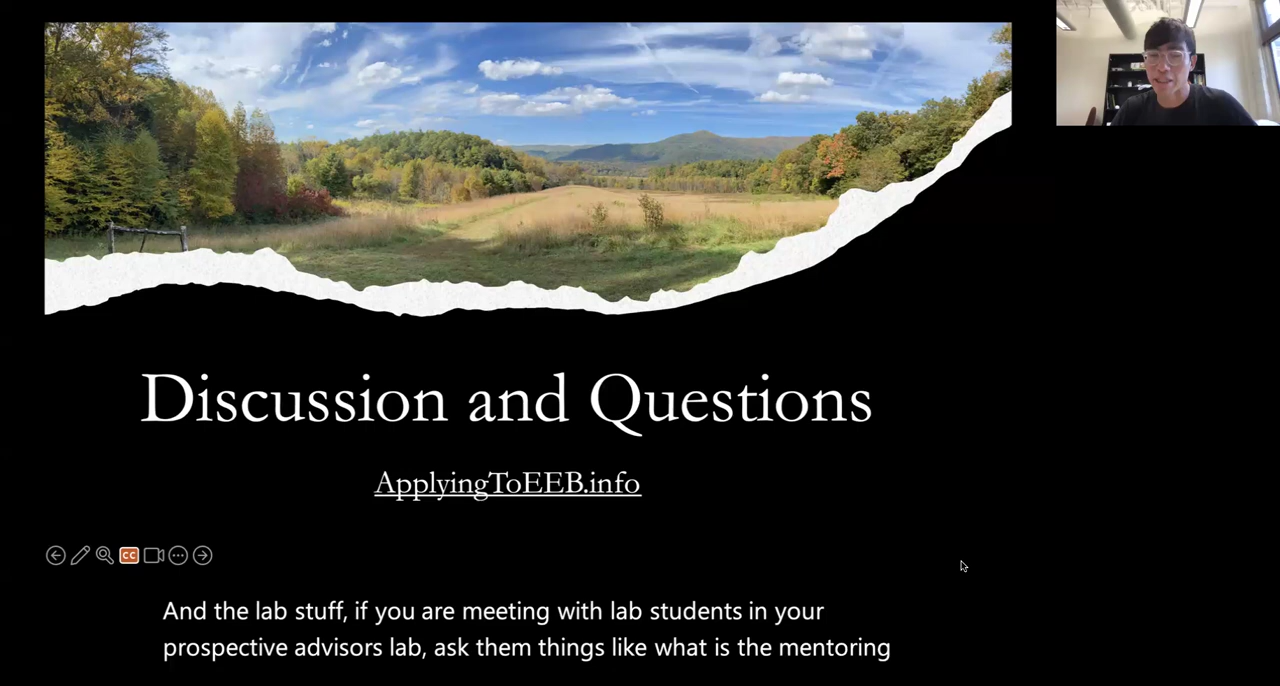 Discussion and Questions
ApplyingToEEB.info
CC
And the lab stuff, if you are meeting with lab students in your
prospective advisors lab, ask them things like what is the mentoring